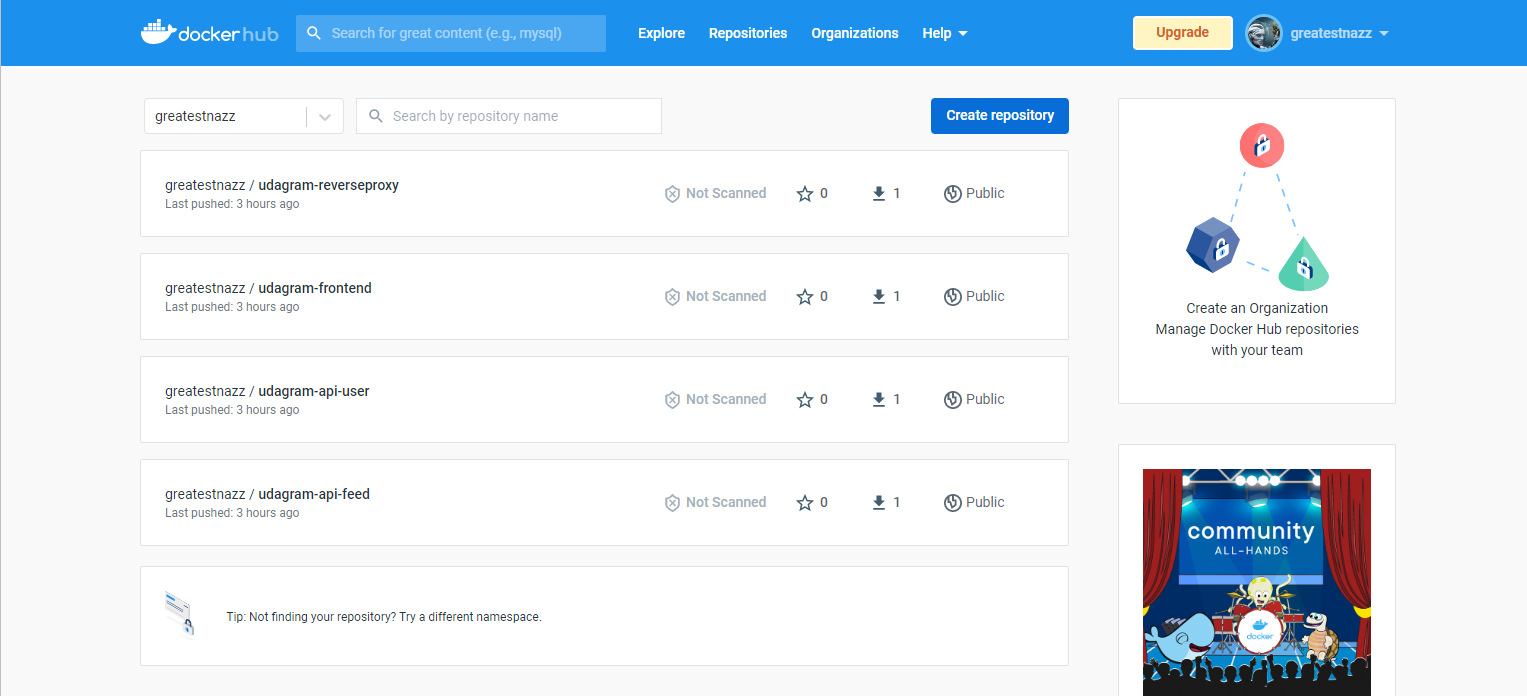 docker hub
Search for great content (e.g., mysql)
Explore
Repositories
Organizations
Help
Upgrade
greatestnazz
greatestnazz
Search by repository name
Create repository
greatestnazz / udagram-reverseproxy
Last pushed: 3 hours ago
Not Scanned
0
1
Public
greatestnazz / udagram-frontend
Last pushed: 3 hours ago
Not Scanned
0
1
Public
greatestnazz / udagram-api-user
Last pushed: 3 hours ago
Not Scanned
0
1
Public
greatestnazz / udagram-api-feed
Last pushed: 3 hours ago
Not Scanned
0
1
Public
Tip: Not finding your repository? Try a different namespace.
Create an Organization
Manage Docker Hub repositories
with your team
community
ALL-HANDS
docker